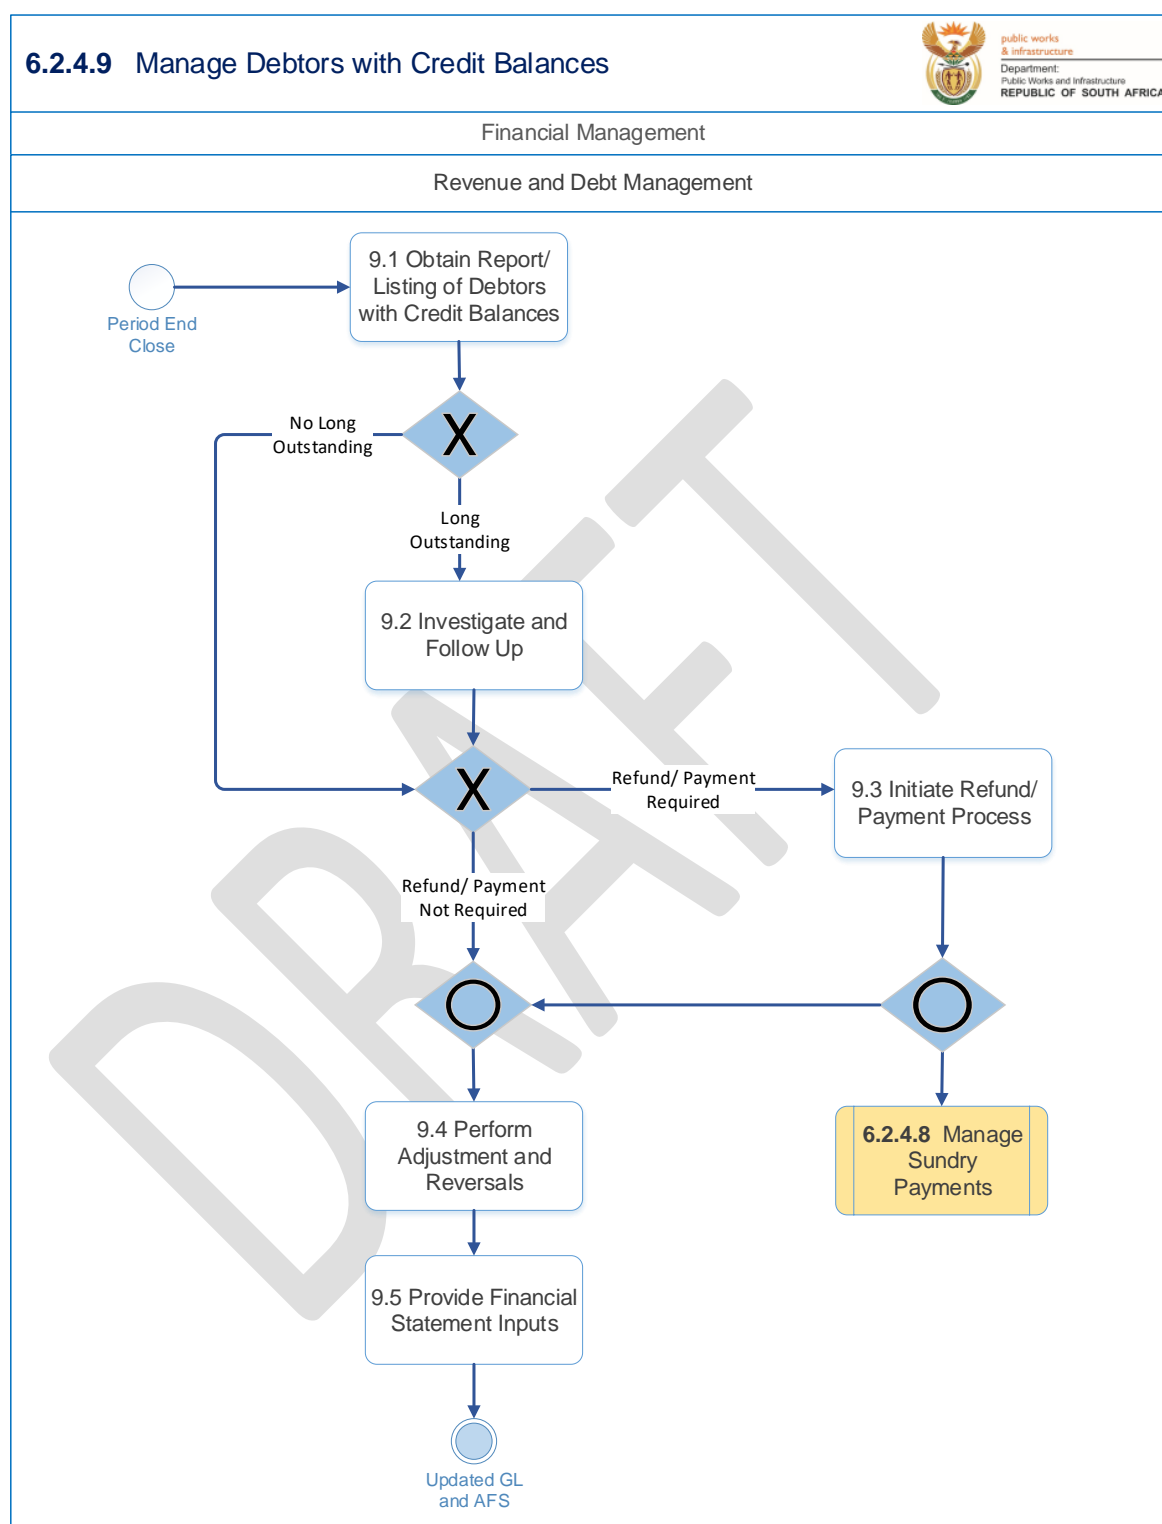 6.2.4.9 Manage Debtors with Credit Balances
public works
& infrastructure
Department:
Public Works and Infrastructure
REPUBLIC OF SOUTH AFRICA
Financial Management
Revenue and Debt Management
9.1 Obtain Report/
Listing of Debtors
with Credit Balances
Period End
Close
X
No Long
Outstanding
Long
Outstanding
9.2 Investigate and
Follow Up
X
Refund/ Payment
Required
9.3 Initiate Refund/
Payment Process
Refund/ Payment
Not Required
9.4 Perform
Adjustment and
Reversals
6.2.4.8 Manage
Sundry
Payments
9.5 Provide Financial
Statement Inputs
Updated GL
and AFS
DRAFT